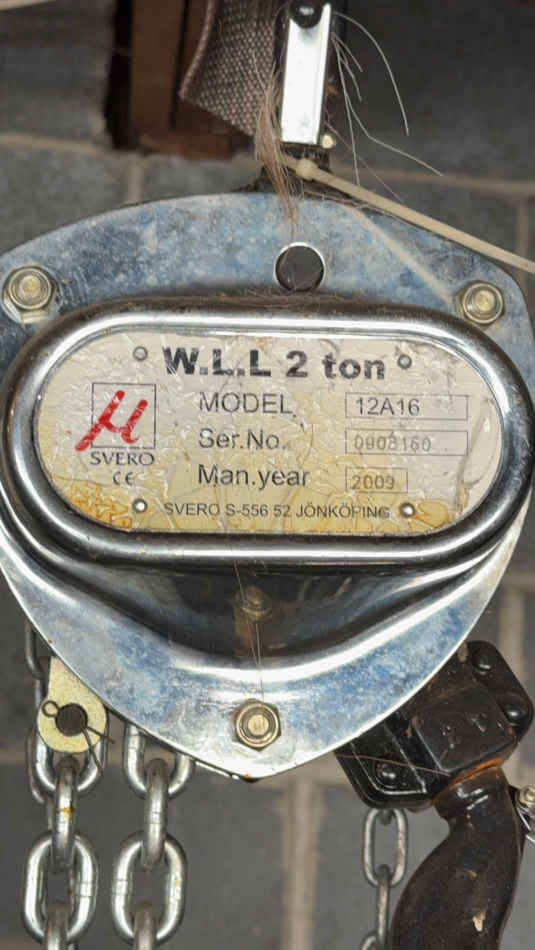 W.L.L 2 ton
µ
MODEL 12A16
Ser.No. 0903160
SVERO
CE
Man.year 2009
SVERO S-556 52 JÖNKÖPING